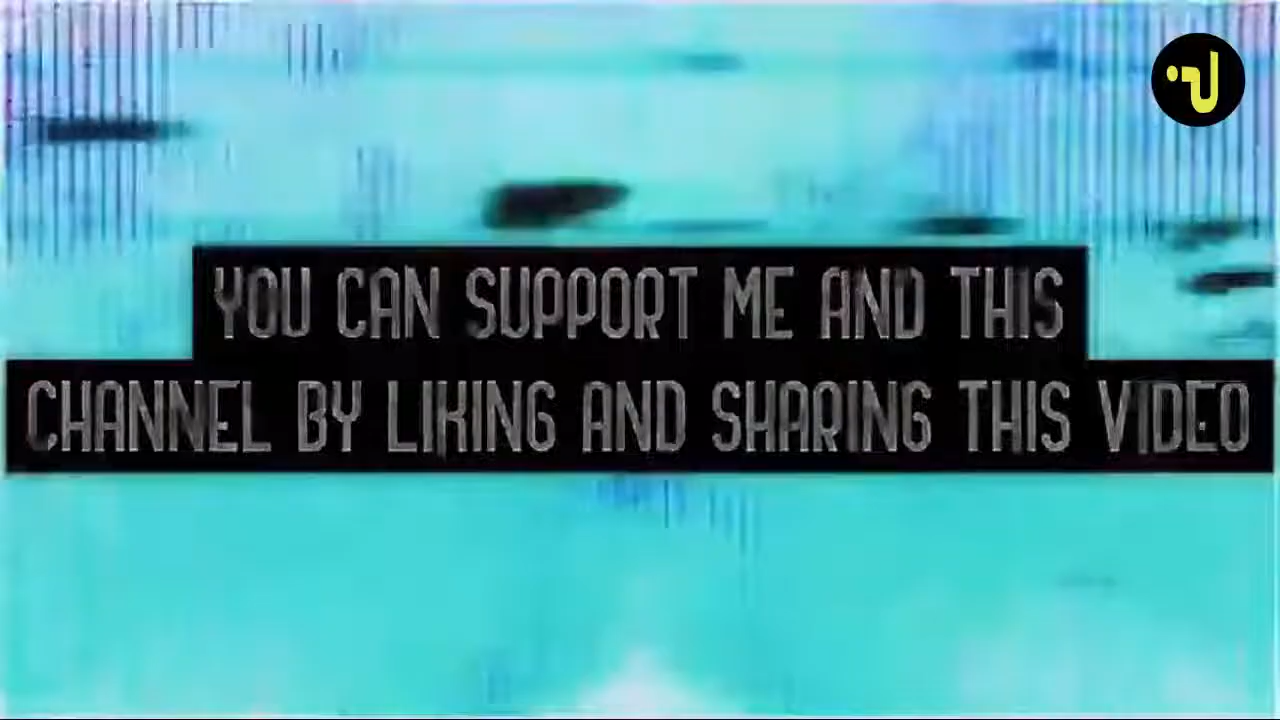 YOU CAN SUPPORT ME AND THIS
CHANNEL BY LIKING AND SHARING THIS VIDEO